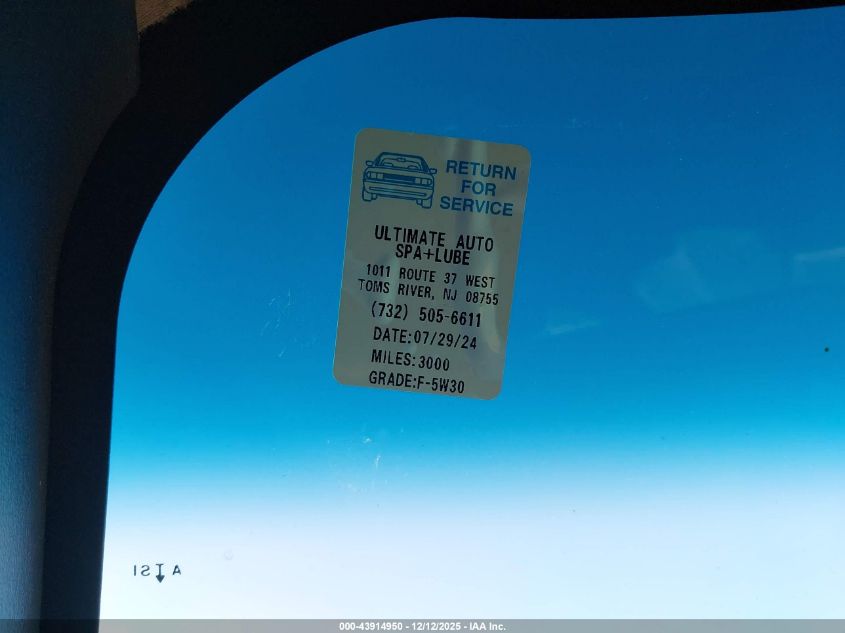 RETURN
FOR
SERVICE
ULTIMATE AUTO
SPA+LUBE
1011 ROUTE 37 WEST
TOMS RIVER, NJ 08755
(732) 505-6611
DATE:07/29/24
MILES:3000
GRADE:F-5W30
AS1
000-43914950 - 12/12/2025 - IAA Inc.